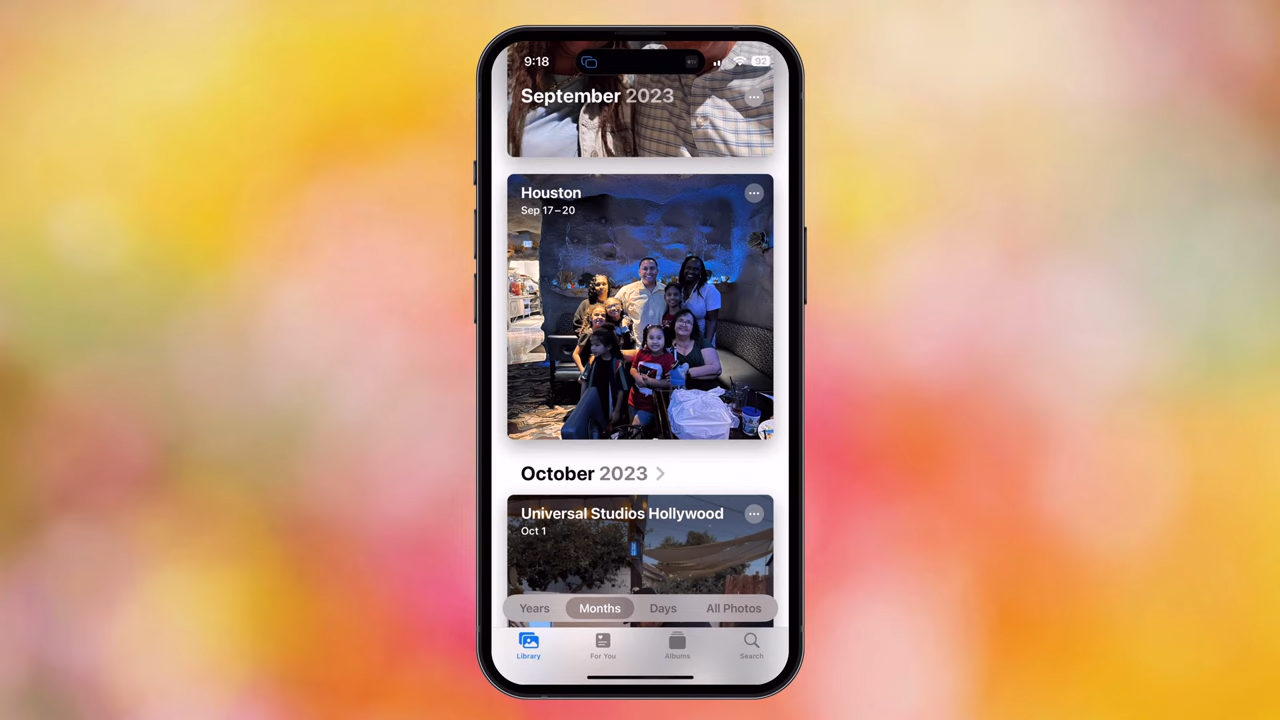 9:18
92
September 2023
Houston
Sep 17–20
October 2023
Universal Studios Hollywood
Oct 1
Years
Months
Days
All Photos
Library
For You
Albums
Search